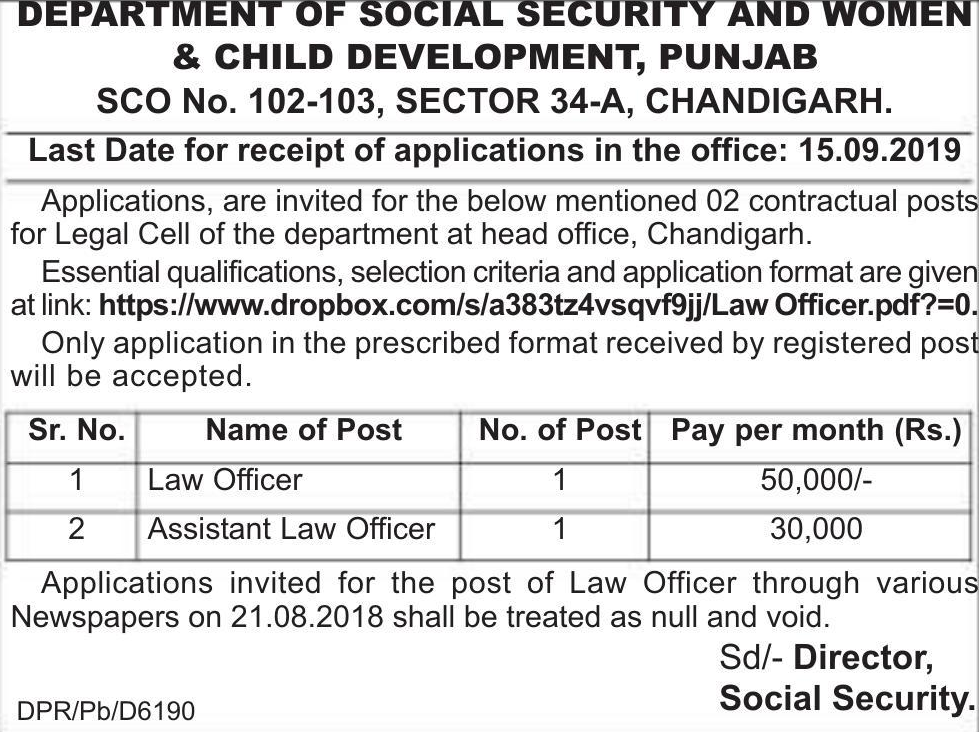 DEPARTMENT OF SOCIAL SECURITY AND WOMEN
& CHILD DEVELOPMENT, PUNJAB
SCO No. 102-103, SECTOR 34-A, CHANDIGARH.
Last Date for receipt of applications in the office: 15.09.2019
Applications, are invited for the below mentioned 02 contractual posts
for Legal Cell of the department at head office, Chandigarh.
Essential qualifications, selection criteria and application format are given
at link: https://www.dropbox.com/s/a383tz4vsqvf9jj/Law Officer.pdf?=0.
Only application in the prescribed format received by registered post
will be accepted.
Sr. No. Name of Post No. of Post Pay per month (Rs.)
1 Law Officer 1 50,000/-
2 Assistant Law Officer 1 30,000
Applications invited for the post of Law Officer through various
Newspapers on 21.08.2018 shall be treated as null and void.
Sd/- Director,
Social Security.
DPR/Pb/D6190